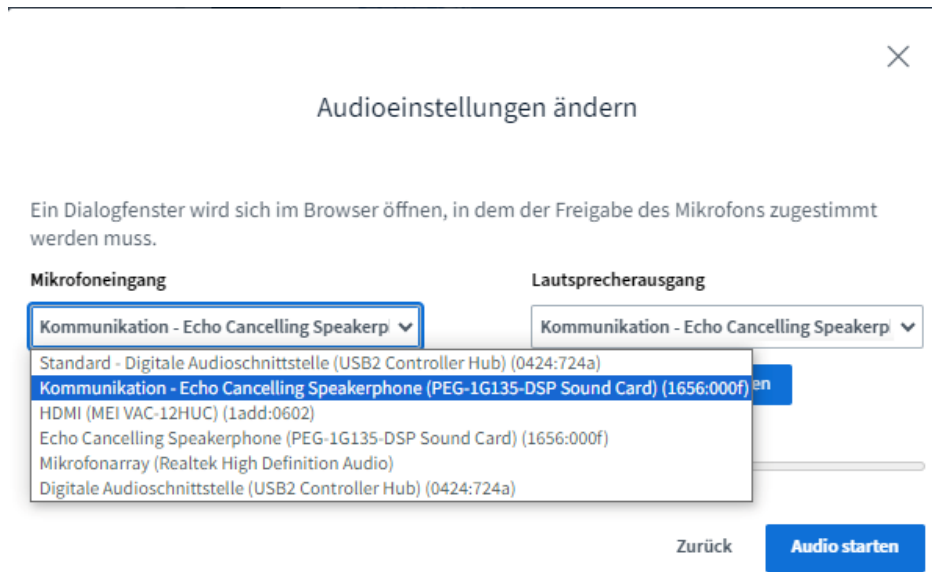 Audioeinstellungen ändern
Ein Dialogfenster wird sich im Browser öffnen, in dem der Freigabe des Mikrofons zugestimmt
werden muss.
Mikrofoneingang
Lautsprecherausgang
Kommunikation - Echo Cancelling Speakerp
Kommunikation - Echo Cancelling Speakerp
Standard - Digitale Audioschnittstelle (USB2 Controller Hub) (0424:724a)
Kommunikation - Echo Cancelling Speakerphone (PEG-1G135-DSP Sound Card) (1656:000f)
en
HDMI (MEI VAC-12HUC) (1add:0602)
Echo Cancelling Speakerphone (PEG-1G135-DSP Sound Card) (1656:000f)
Mikrofonarray (Realtek High Definition Audio)
Digitale Audioschnittstelle (USB2 Controller Hub) (0424:724a)
Zurück
Audio starten